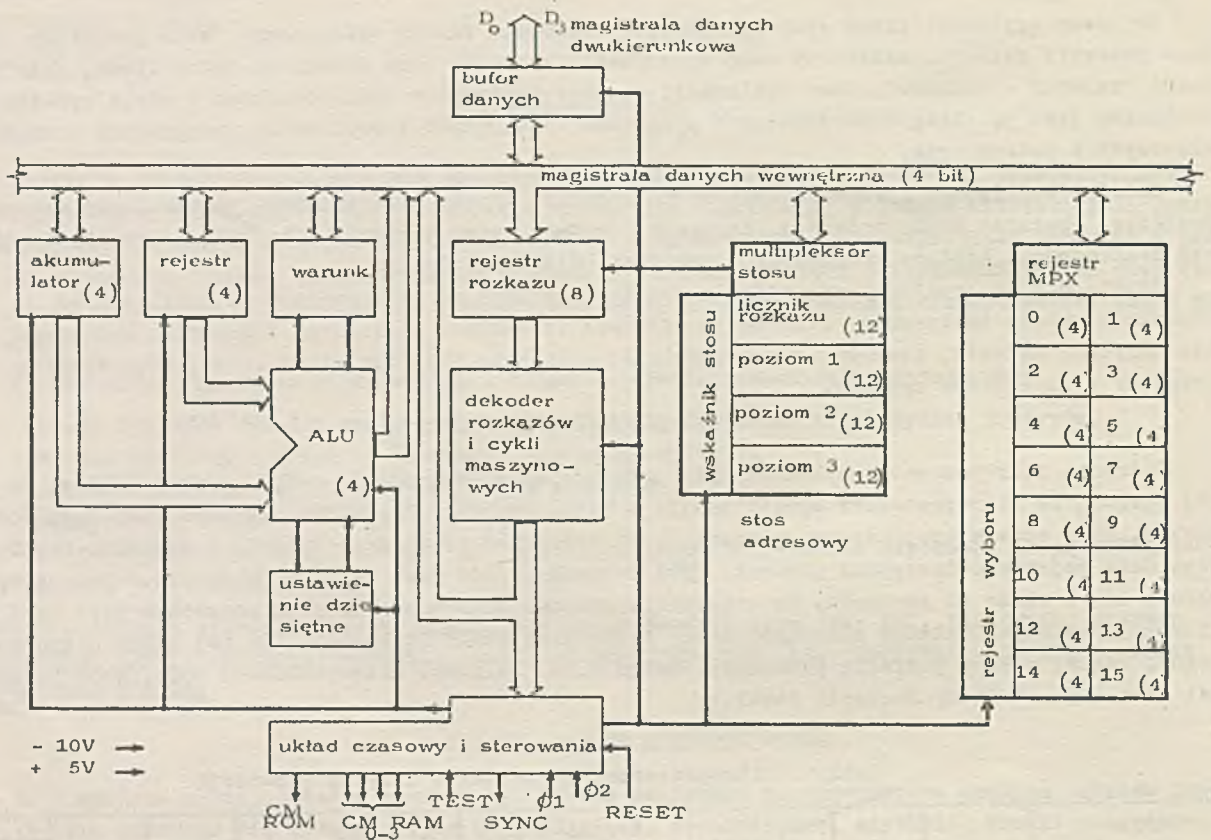 D0 D3 magistrala danych
dwukierunkowa
bufor
danych
magistrala danych wewnętrzna (4 bit)
akumu-
lator (4)
rejestr
(4)
warunk
rejestr
rozkazu (8)
multipleksor
stosu
rejestr
MPX
wskaźnik stosu
licznik
rozkazu
(12)
poziom 1
(12)
poziom 2
(12)
poziom 3
(12)
stos
adresowy
rejestr wyboru
0 (4) 1 (4)
2 (4) 3 (4)
4 (4) 5 (4)
6 (4) 7 (4)
8 (4) 9 (4)
10 (4) 11 (4)
12 (4) 13 (4)
14 (4) 15 (4)
ALU
(4)
dekoder
rozkazów
i cykli
maszyno-
wych
ustawie-
nie dzie
siętne
układ czasowy i sterowania
- 10V
+ 5V
CM
ROM
CM RAM
0-3
TEST
SYNC
ϕ1
ϕ2
RESET